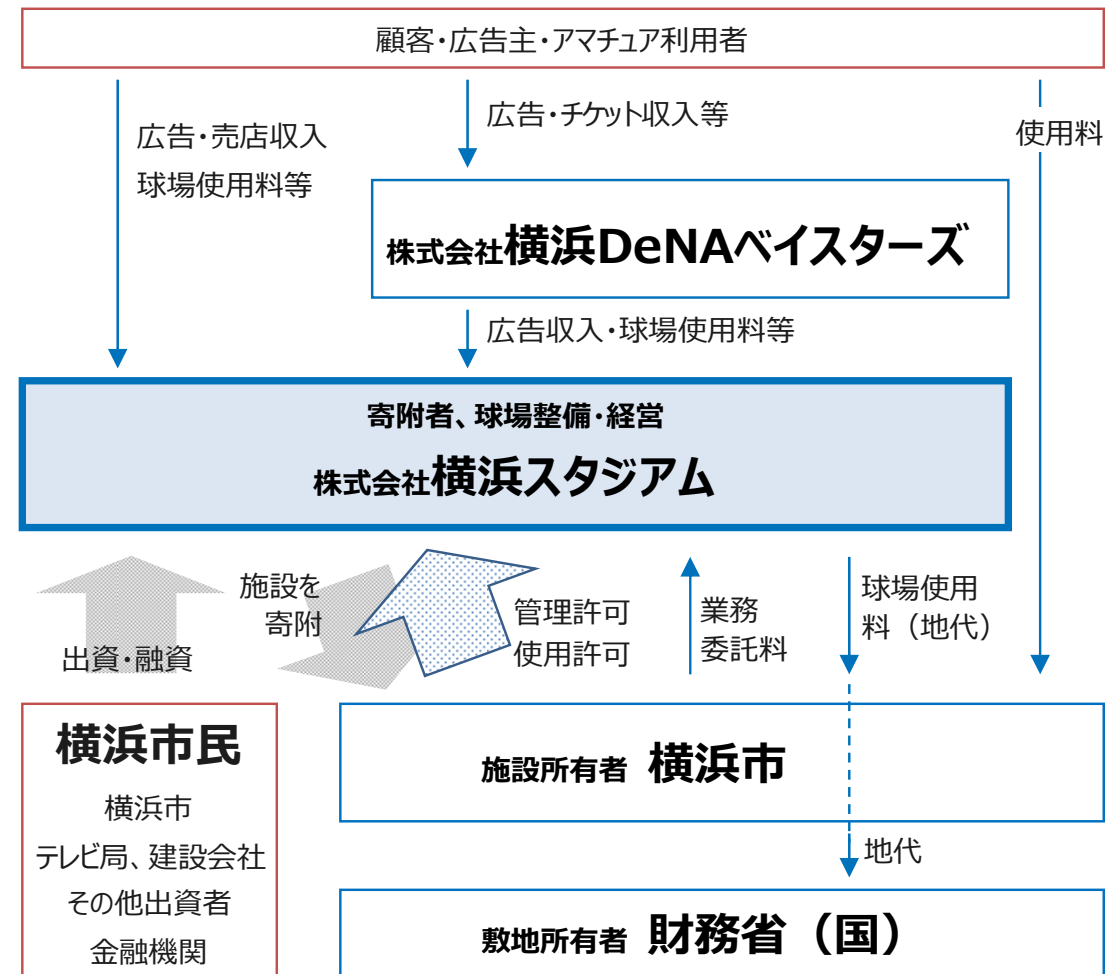 顧客・広告主・アマチュア利用者
広告・売店収入
球場使用料等
広告・チケット収入等
使用料
株式会社横浜DeNAベイスターズ
広告収入・球場使用料等
寄附者、球場整備・経営
株式会社横浜スタジアム
出資・融資
施設を
寄附
管理許可
使用許可
業務
委託料
球場使用
料（地代）
横浜市民
横浜市
テレビ局、建設会社
その他出資者
金融機関
施設所有者 横浜市
地代
敷地所有者 財務省（国）